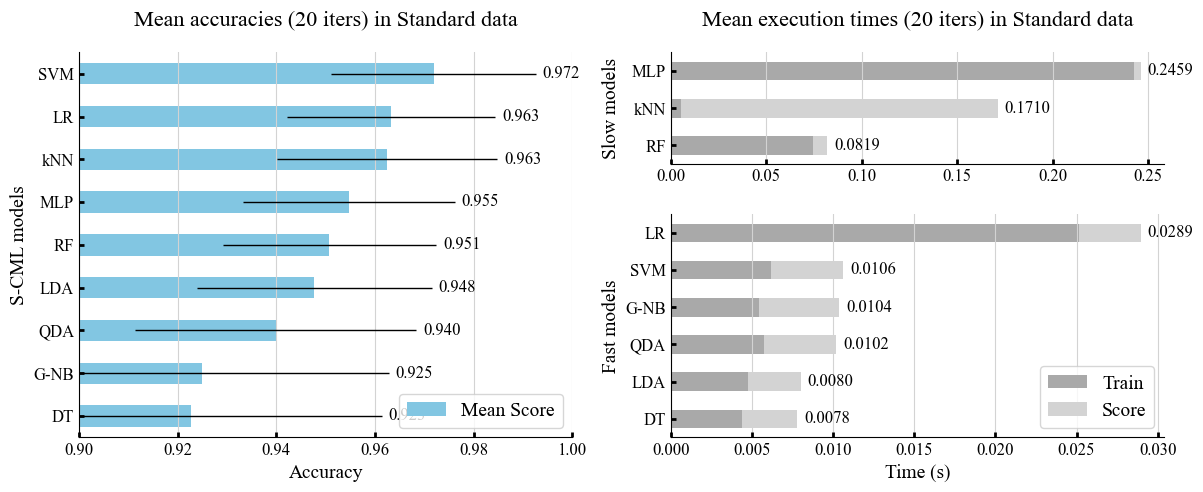 Mean accuracies (20 iters) in Standard data
S-CML models
SVM 0.972
LR 0.963
kNN 0.963
MLP 0.955
RF 0.951
LDA 0.948
QDA 0.940
G-NB 0.925
DT
Mean Score
0.90 0.92 0.94 0.96 0.98 1.00
Accuracy
Mean execution times (20 iters) in Standard data
Slow models
MLP 0.2459
kNN 0.1710
RF 0.0819
0.00 0.05 0.10 0.15 0.20 0.25
Fast models
LR 0.0289
SVM 0.0106
G-NB 0.0104
QDA 0.0102
LDA 0.0080
DT 0.0078
Train
Score
0.000 0.005 0.010 0.015 0.020 0.025 0.030
Time (s)